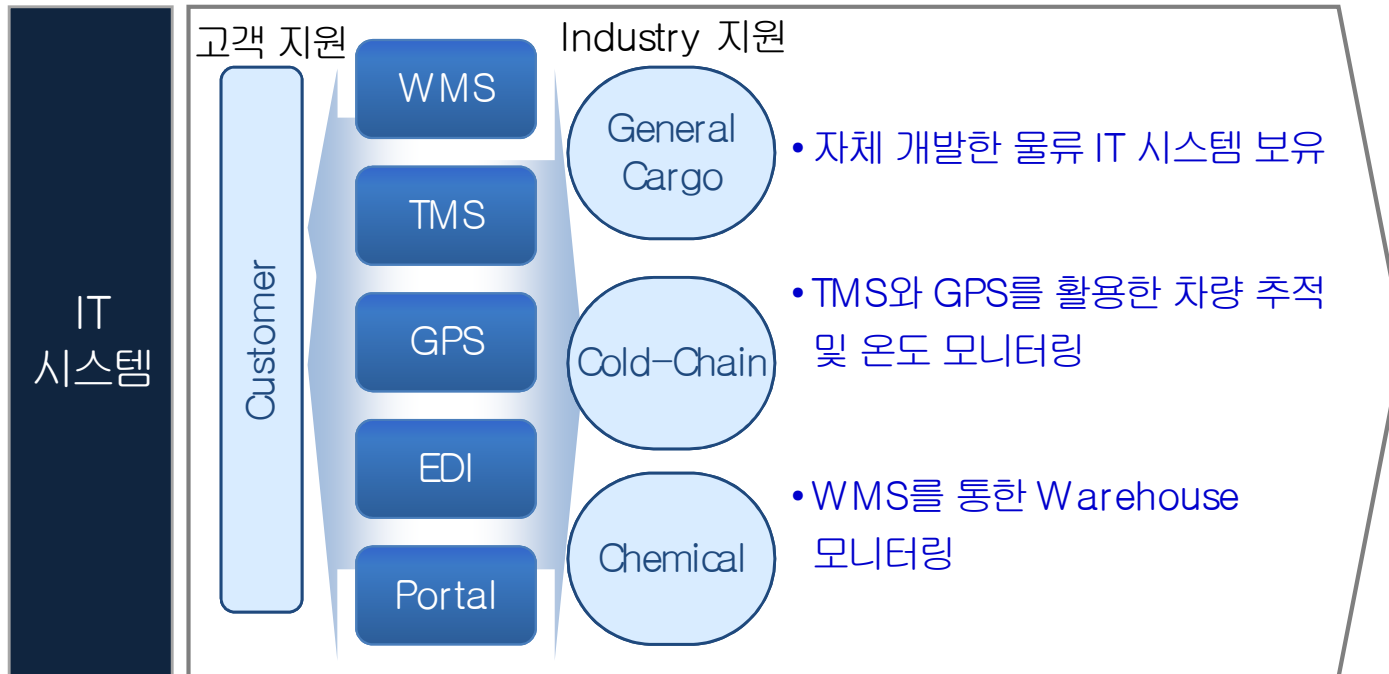 IT
시스템
고객 지원
Customer
WMS
TMS
GPS
EDI
Portal
Industry 지원
General
Cargo
Cold-Chain
Chemical
• 자체 개발한 물류 IT 시스템 보유
• TMS와 GPS를 활용한 차량 추적
및 온도 모니터링
• WMS를 통한 Warehouse
모니터링